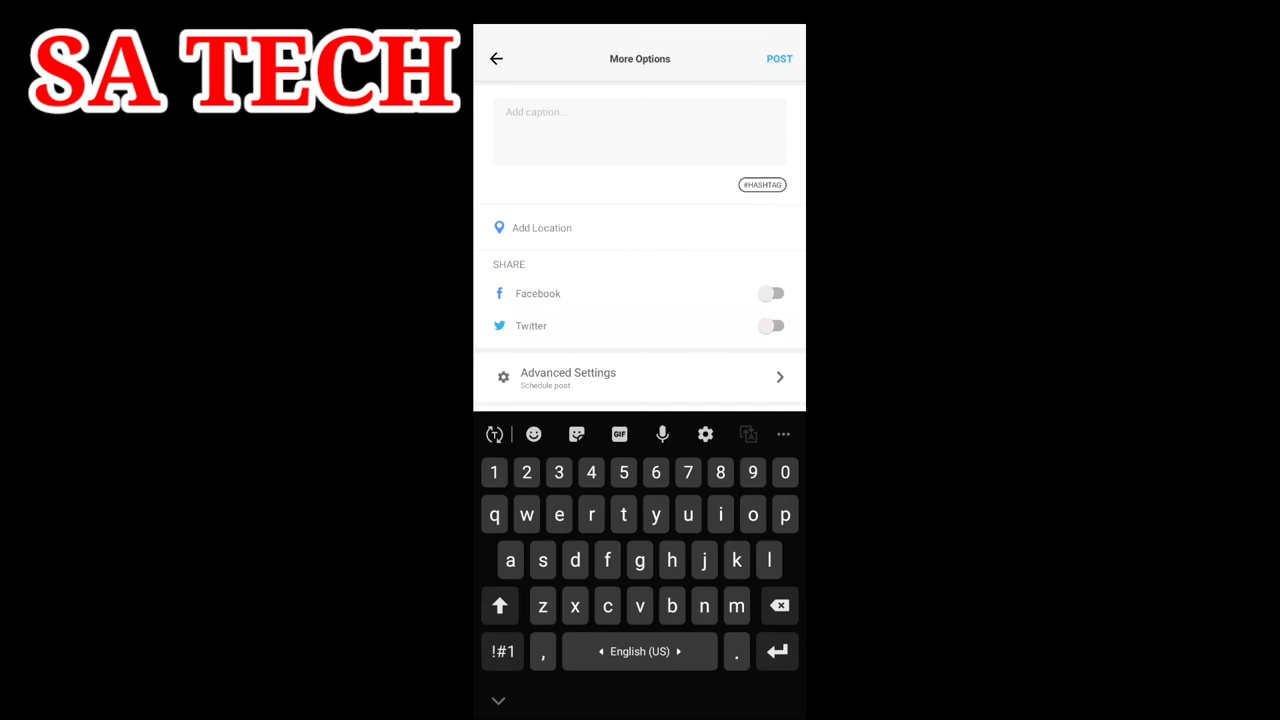 SA TECH
More Options
POST
Add caption...
#HASHTAG
Add Location
SHARE
Facebook
Twitter
Advanced Settings
Schedule post
T
GIF
A
1 2 3 4 5 6 7 8 9 0
q w e r t y u i o p
a s d f g h j k l
z x c v b n m
!#1 , English (US) .